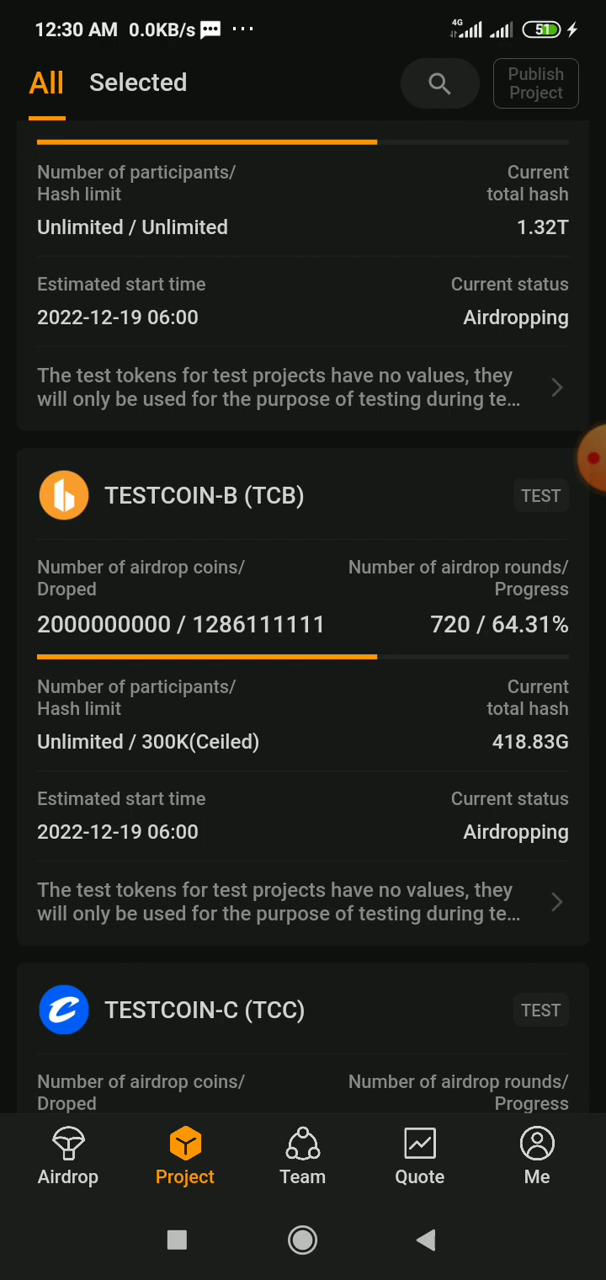 12:30 AM 0.0KB/s ...
4G
51
All Selected
Publish
Project
Number of participants/
Hash limit
Current
total hash
Unlimited / Unlimited
1.32T
Estimated start time
Current status
2022-12-19 06:00
Airdropping
The test tokens for test projects have no values, they
will only be used for the purpose of testing during te...
TESTCOIN-B (TCB)
TEST
Number of airdrop coins/
Droped
Number of airdrop rounds/
Progress
2000000000 / 1286111111
720 / 64.31%
Number of participants/
Hash limit
Current
total hash
Unlimited / 300K(Ceiled)
418.83G
Estimated start time
Current status
2022-12-19 06:00
Airdropping
The test tokens for test projects have no values, they
will only be used for the purpose of testing during te...
TESTCOIN-C (TCC)
TEST
Number of airdrop coins/
Droped
Number of airdrop rounds/
Progress
Airdrop
Project
Team
Quote
Me